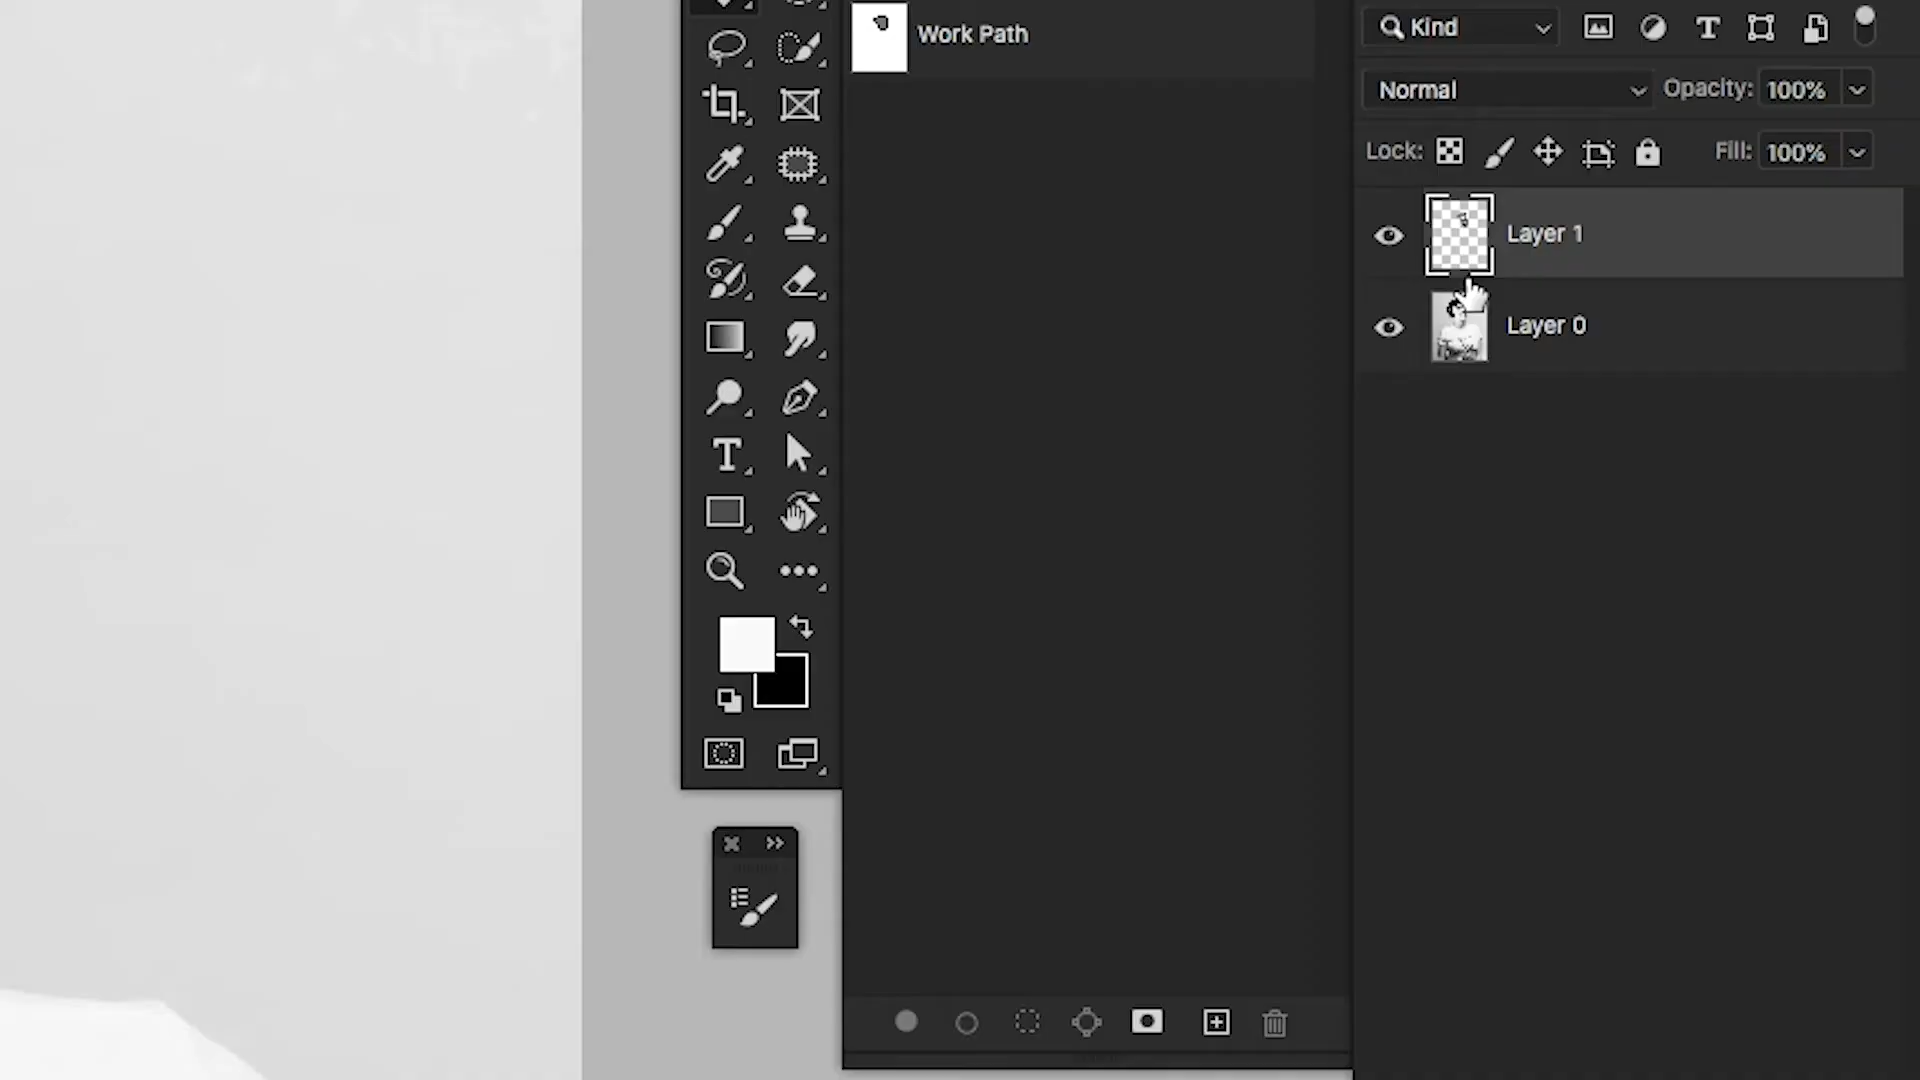 Work Path
Kind
Normal
Opacity: 100%
Lock:
Fill: 100%
Layer 1
Layer 0